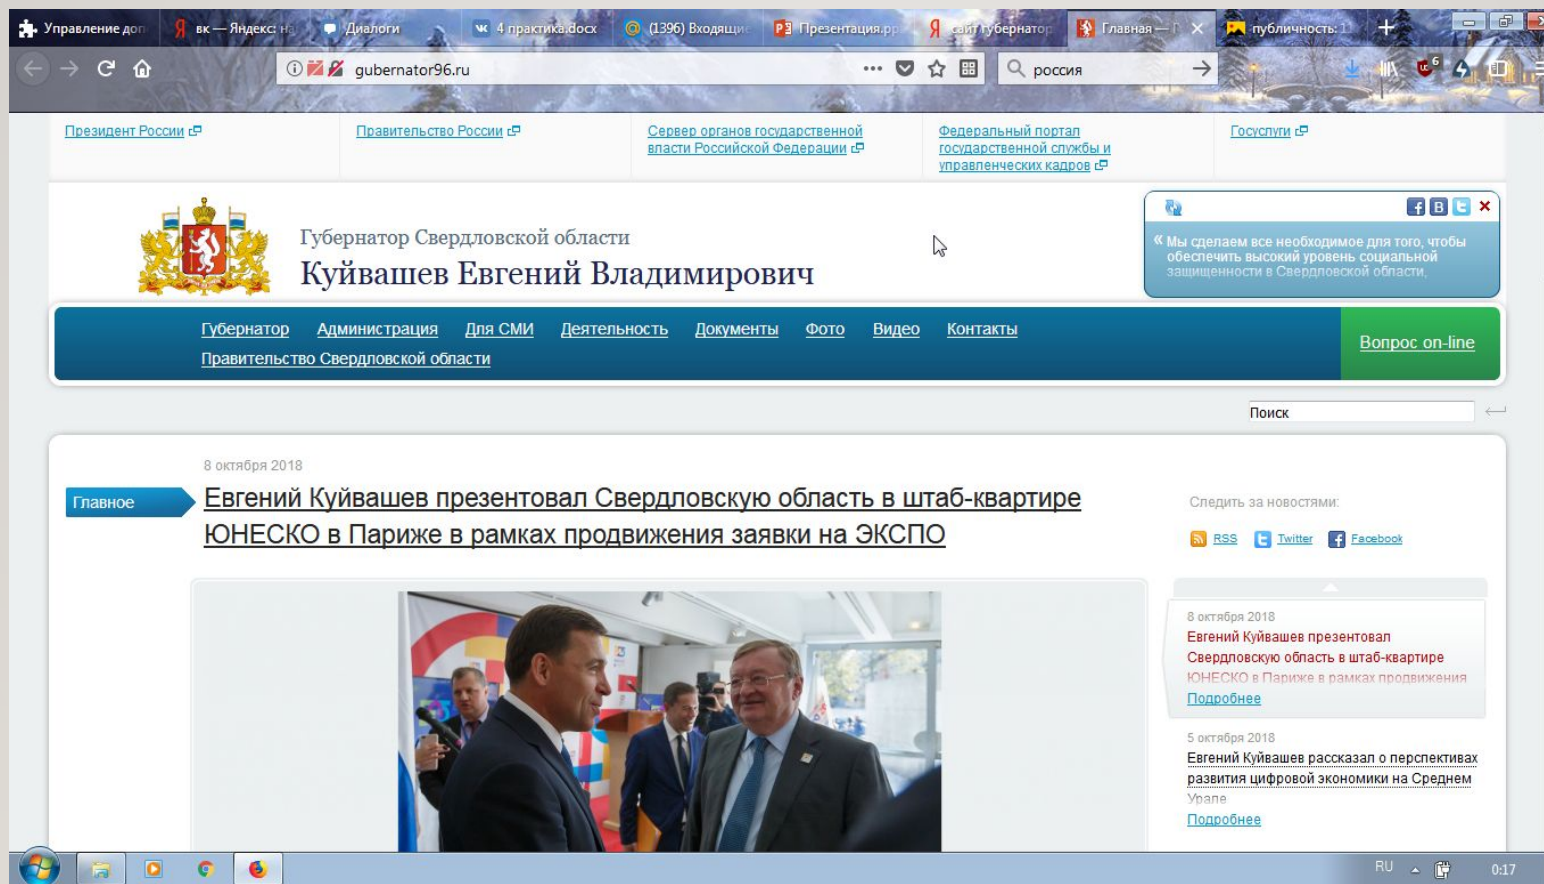 Управление доп
вк — Яндекс: на
Диалоги
4 практика.docx
(1396) Входящие
Презентация.pp
сайт губернатор
Главная — Г
публичность: 1
gubernator96.ru
россия
Президент России
Правительство России
Сервер органов государственной
власти Российской Федерации
Федеральный портал
государственной службы и
управленческих кадров
Госуслуги
Губернатор Свердловской области
Куйвашев Евгений Владимирович
« Мы сделаем все необходимое для того, чтобы
обеспечить высокий уровень социальной
защищенности в Свердловской области,
Губернатор Администрация Для СМИ Деятельность Документы Фото Видео Контакты
Правительство Свердловской области
Вопрос on-line
Поиск
8 октября 2018
Главное
Евгений Куйвашев презентовал Свердловскую область в штаб-квартире
ЮНЕСКО в Париже в рамках продвижения заявки на ЭКСПО
Следить за новостями:
RSS Twitter Facebook
8 октября 2018
Евгений Куйвашев презентовал
Свердловскую область в штаб-квартире
ЮНЕСКО в Париже в рамках продвижения
Подробнее
5 октября 2018
Евгений Куйвашев рассказал о перспективах
развития цифровой экономики на Среднем
Урале
Подробнее
RU
0:17